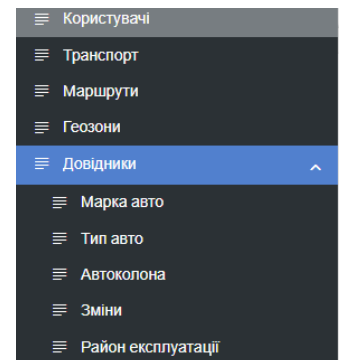 Користувачі
Транспорт
Маршрути
Геозони
Довідники
Марка авто
Тип авто
Автоколона
Зміни
Район експлуатації